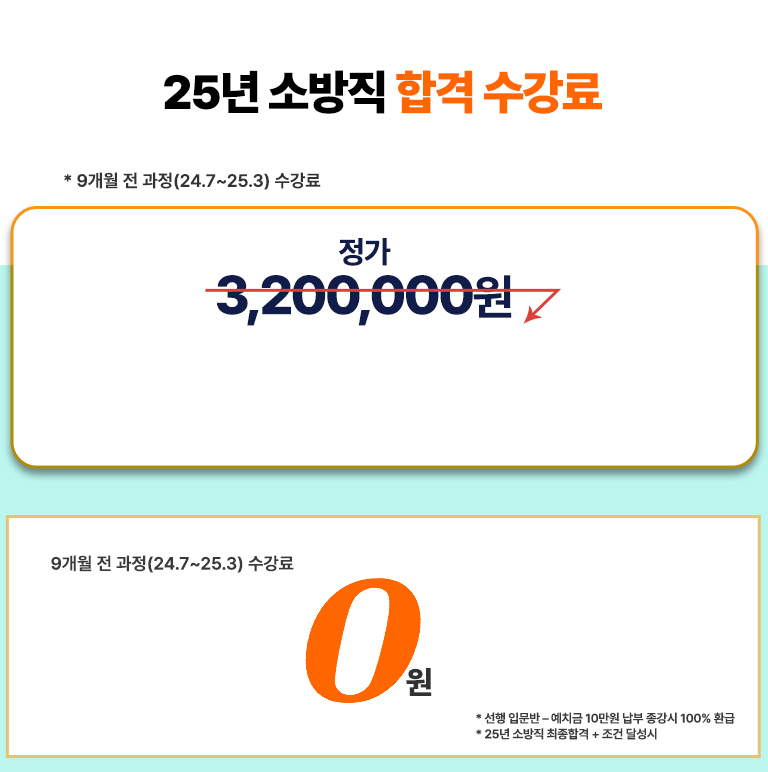 25년 소방직 합격 수강료
* 9개월 전 과정(24.7~25.3) 수강료
정가
3,200,000원
9개월 전 과정(24.7~25.3) 수강료
0원
* 선행 입문반 – 예치금 10만원 납부 종강시 100% 환급
* 25년 소방직 최종합격 + 조건 달성시